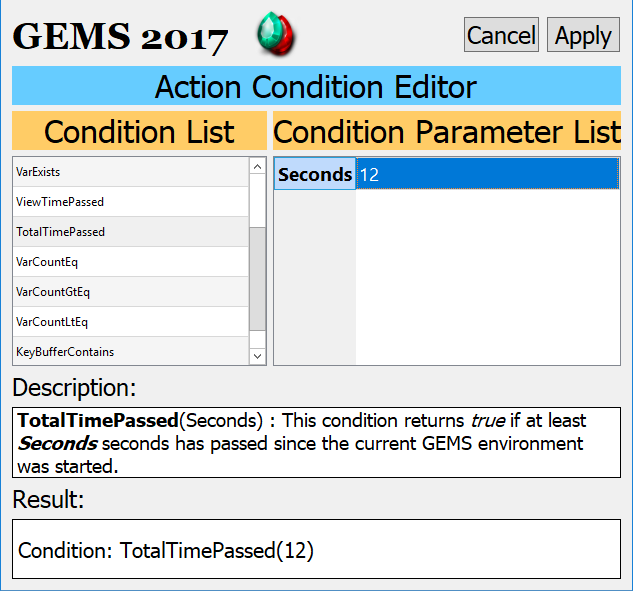 GEMS 2017
Cancel
Apply
Action Condition Editor
Condition List
Condition Parameter List
VarExists
ViewTimePassed
TotalTimePassed
VarCountEq
VarCountGtEq
VarCountLtEq
KeyBufferContains
Seconds 12
Description:
TotalTimePassed(Seconds) : This condition returns true if at least
Seconds seconds has passed since the current GEMS environment
was started.
Result:
Condition: TotalTimePassed(12)